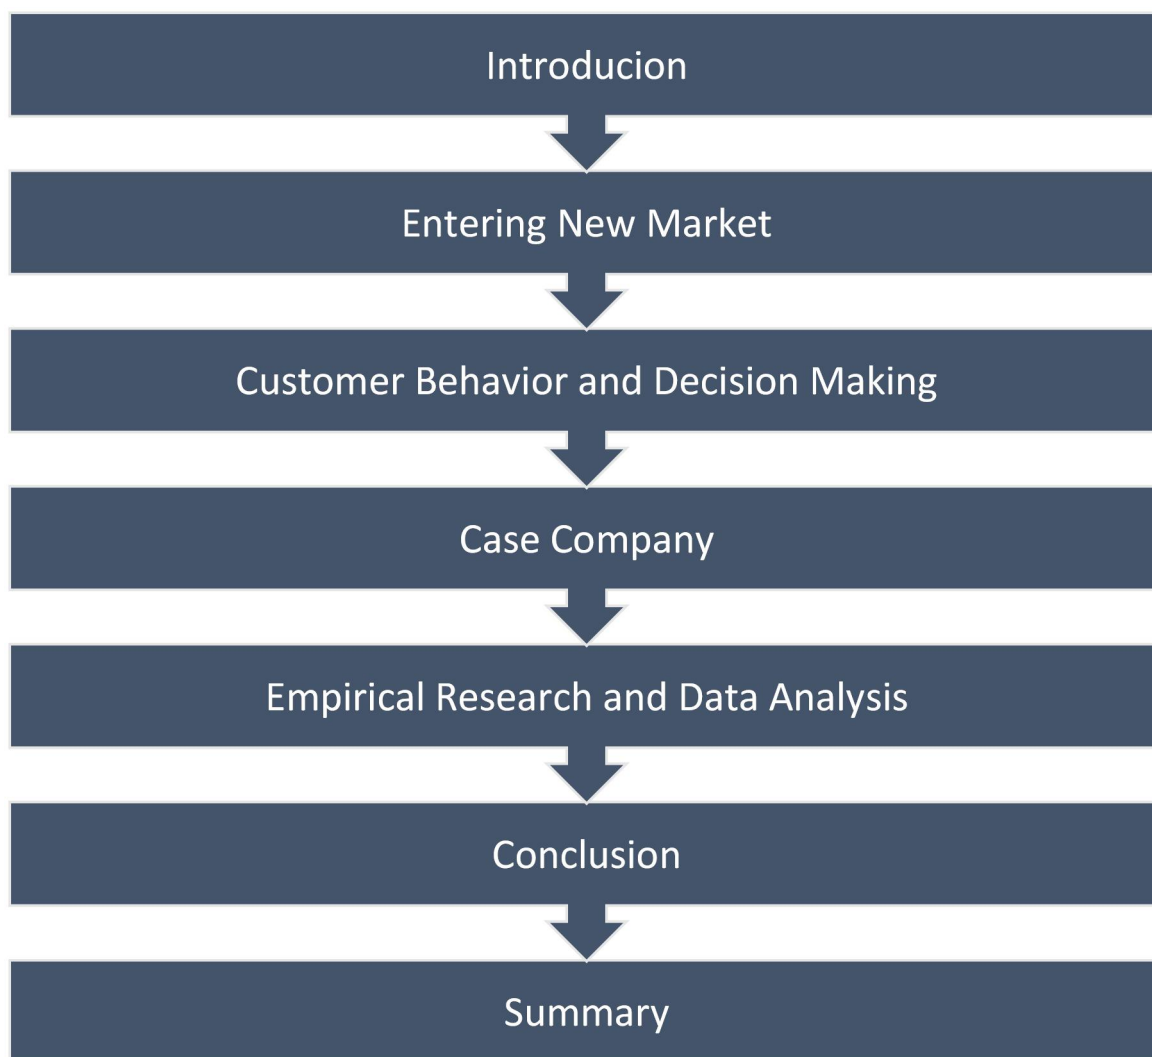 Introducion
Entering New Market
Customer Behavior and Decision Making
Case Company
Empirical Research and Data Analysis
Conclusion
Summary